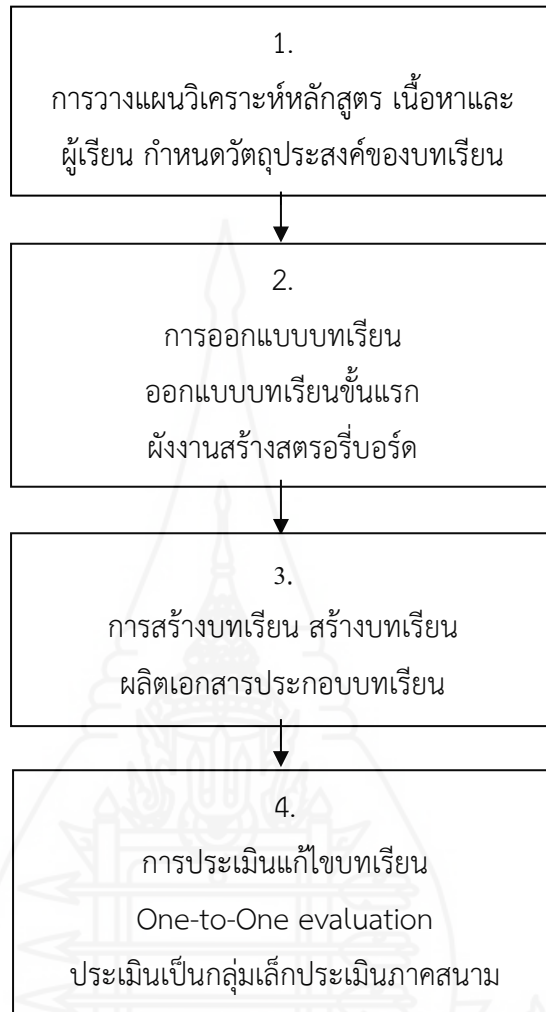 1.
การวางแผนวิเคราะห์หลักสูตร เนื้อหาและ
ผู้เรียน กำหนดวัตถุประสงค์ของบทเรียน
2.
การออกแบบบทเรียน
ออกแบบบทเรียนขั้นแรก
ผังงานสร้างสตรอรี่บอร์ด
3.
การสร้างบทเรียน สร้างบทเรียน
ผลิตเอกสารประกอบบทเรียน
4.
การประเมินแก้ไขบทเรียน
One-to-One evaluation
ประเมินเป็นกลุ่มเล็กประเมินภาคสนาม